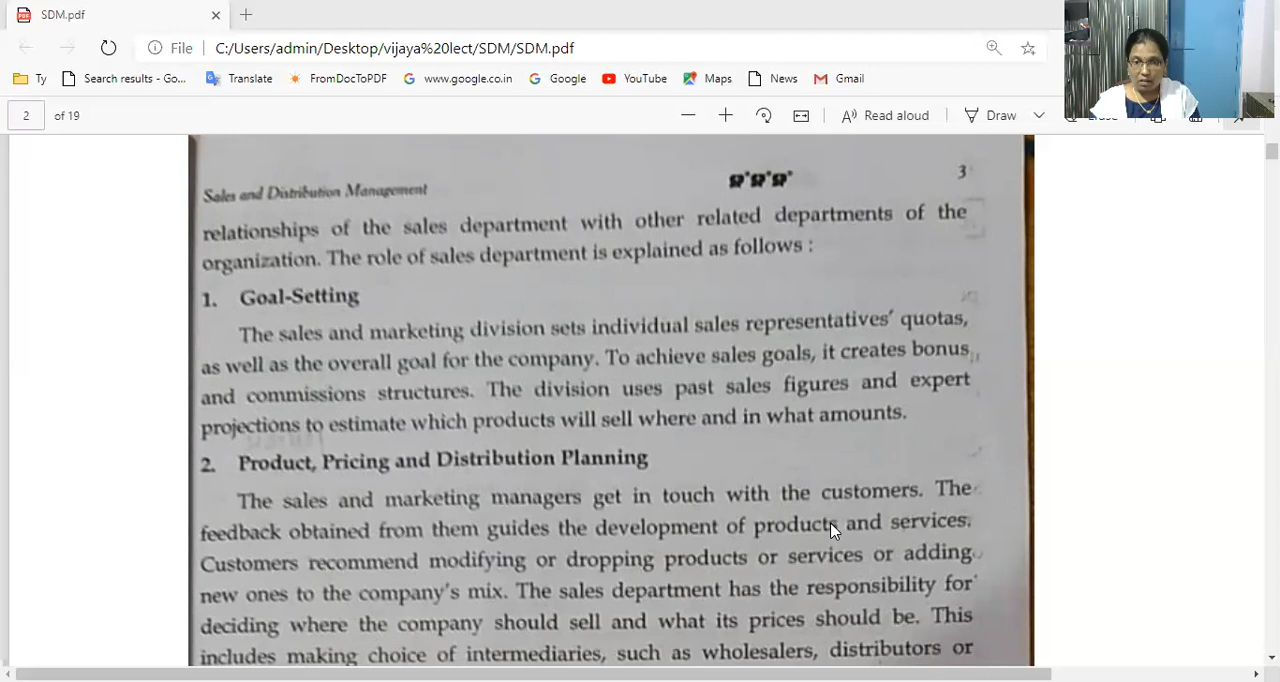 SDM.pdf
File C:/Users/admin/Desktop/vijaya%20lect/SDM/SDM.pdf
Ty Search results - Go... Translate FromDocToPDF www.google.co.in Google YouTube Maps News Gmail
2 of 19 Read aloud Draw
Sales and Distribution Management 3
relationships of the sales department with other related departments of the
organization. The role of sales department is explained as follows :
1. Goal-Setting
The sales and marketing division sets individual sales representatives' quotas,
as well as the overall goal for the company. To achieve sales goals, it creates bonus
and commissions structures. The division uses past sales figures and expert
projections to estimate which products will sell where and in what amounts.
2. Product, Pricing and Distribution Planning
The sales and marketing managers get in touch with the customers. The
feedback obtained from them guides the development of products and services.
Customers recommend modifying or dropping products or services or adding
new ones to the company's mix. The sales department has the responsibility for
deciding where the company should sell and what its prices should be. This
includes making choice of intermediaries, such as wholesalers, distributors or